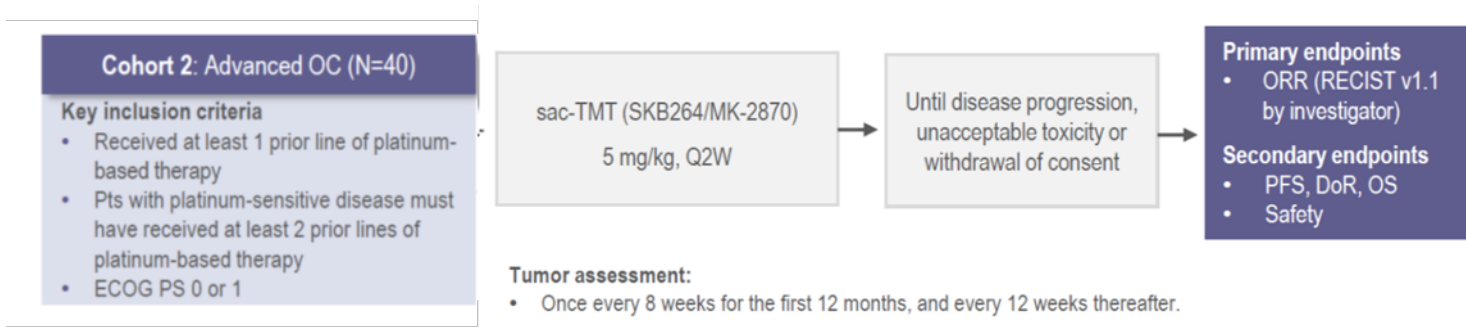 Cohort 2: Advanced OC (N=40)
Key inclusion criteria
• Received at least 1 prior line of platinum-
based therapy
• Pts with platinum-sensitive disease must
have received at least 2 prior lines of
platinum-based therapy
• ECOG PS 0 or 1
sac-TMT (SKB264/MK-2870)
5 mg/kg, Q2W
Until disease progression,
unacceptable toxicity or
withdrawal of consent
Primary endpoints
• ORR (RECIST v1.1
by investigator)
Secondary endpoints
• PFS, DoR, OS
• Safety
Tumor assessment:
• Once every 8 weeks for the first 12 months, and every 12 weeks thereafter.